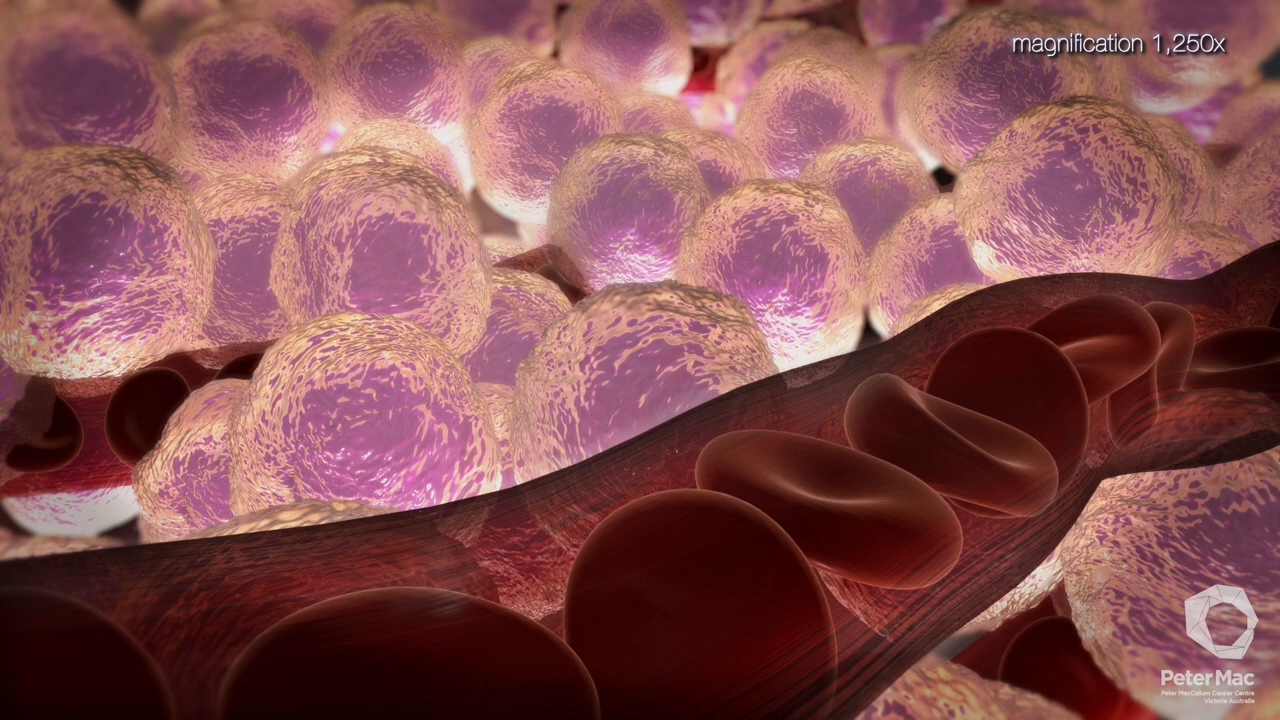 magnification 1,250x
Peter Mac
Peter MacCallum Cancer Centre
Victoria Australia